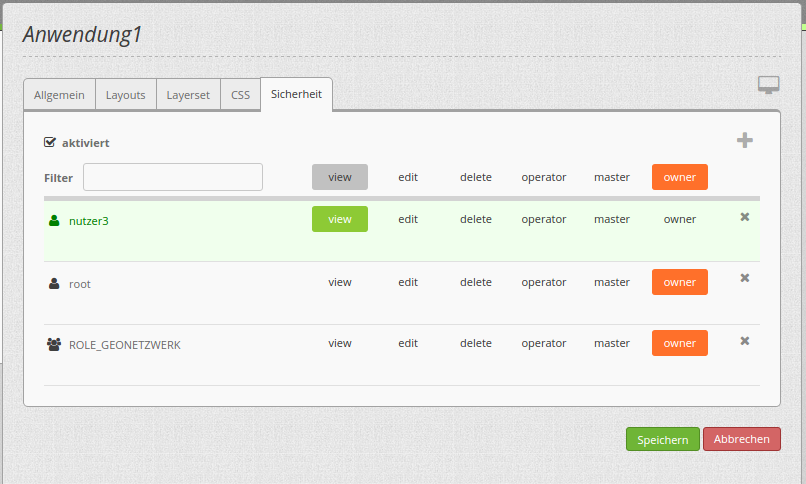 Anwendung1
Allgemein Layouts Layerset CSS Sicherheit
aktiviert
Filter view edit delete operator master owner
nutzer3 view edit delete operator master owner
root view edit delete operator master owner
ROLE_GEONETZWERK view edit delete operator master owner
Speichern Abbrechen